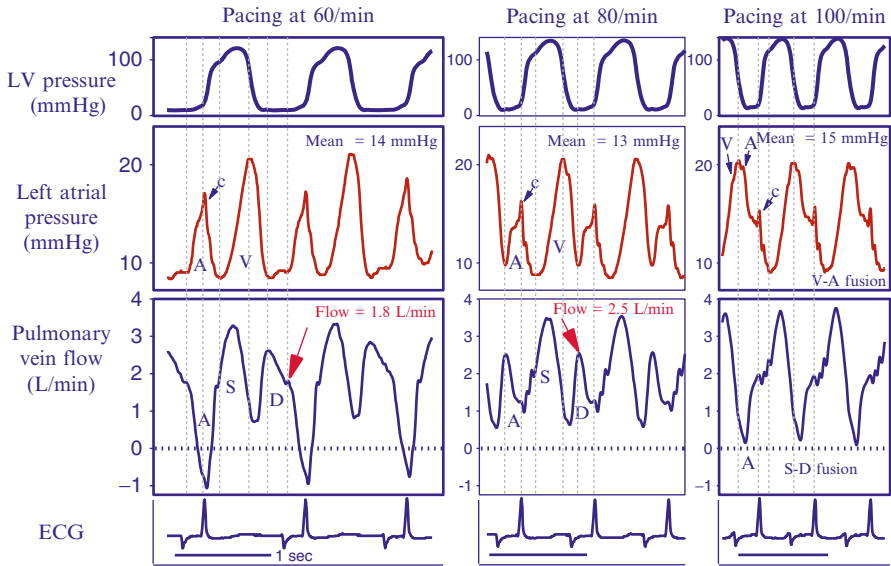 Pacing at 60/min
Pacing at 80/min
Pacing at 100/min
LV pressure
(mmHg)
100
0
100
0
100
0
Left atrial
pressure
(mmHg)
20
10
Mean = 14 mmHg
c
A
V
20
10
Mean = 13 mmHg
c
A
V
20
10
V
A
Mean = 15 mmHg
c
V-A fusion
Pulmonary
vein flow
(L/min)
4
3
2
1
0
−1
Flow = 1.8 L/min
A
S
D
4
3
2
1
0
−1
Flow = 2.5 L/min
A
S
D
4
3
2
1
0
−1
A
S-D fusion
ECG
1 sec